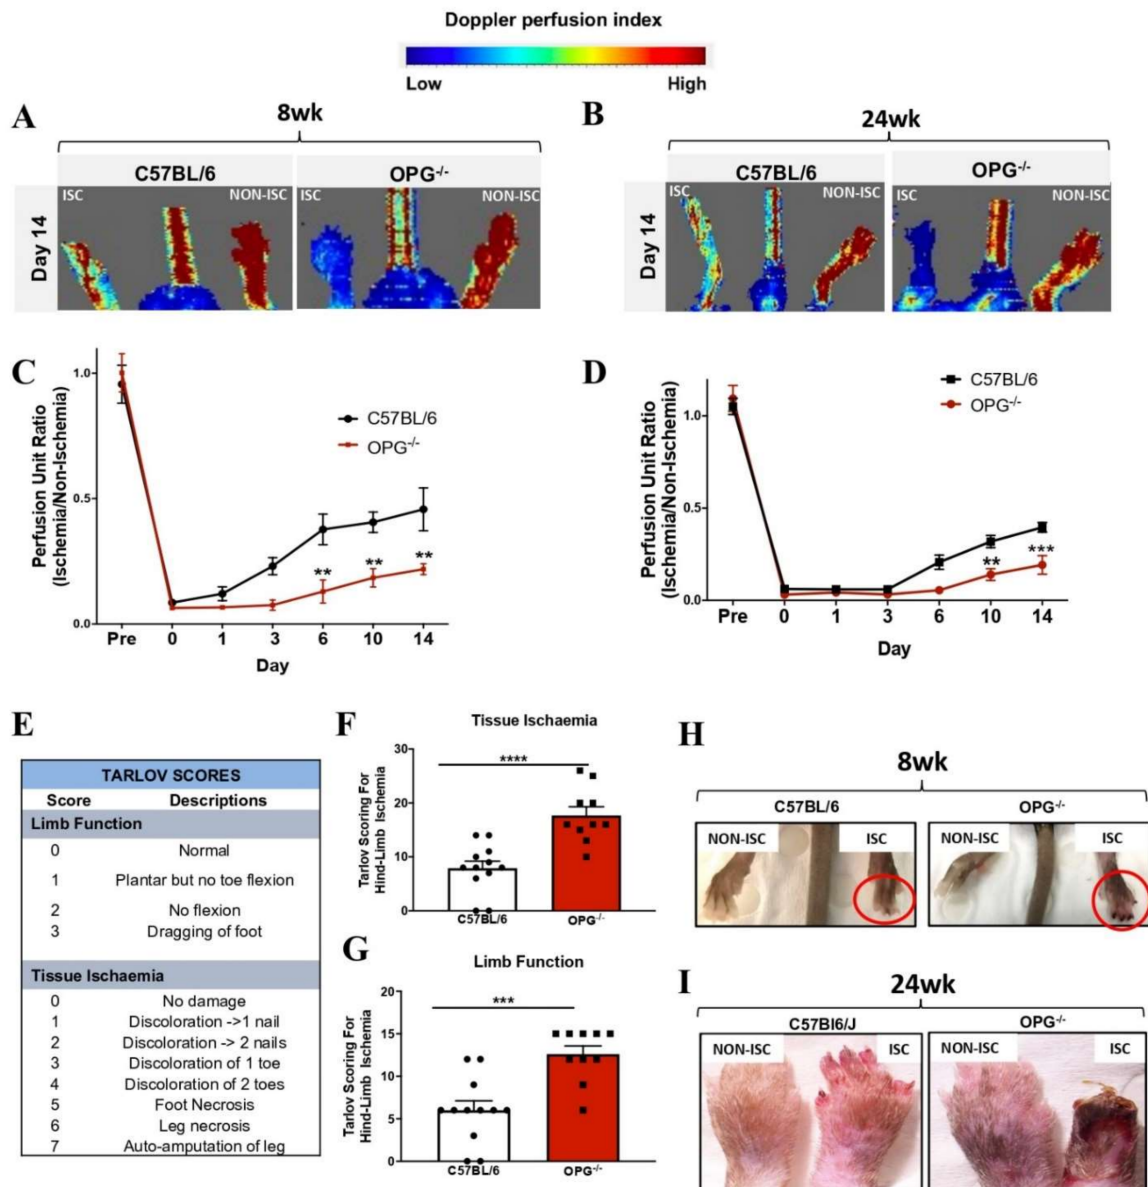 Doppler perfusion index
Low High
A
8wk
C57BL/6 OPG-/-
ISC NON-ISC ISC NON-ISC
Day 14
B
24wk
C57BL/6 OPG-/-
ISC NON-ISC ISC NON-ISC
Day 14
C
Perfusion Unit Ratio
(Ischemia/Non-Ischemia)
1.0
0.5
0.0
C57BL/6
OPG-/-
** ** **
Pre 0 1 3 6 10 14
Day
D
Perfusion Unit Ratio
(Ischemia/Non-Ischemia)
1.0
0.5
0.0
C57BL/6
OPG-/-
** ***
Pre 0 1 3 6 10 14
Day
E
TARLOV SCORES
Score Descriptions
Limb Function
0 Normal
1 Plantar but no toe flexion
2 No flexion
3 Dragging of foot
Tissue Ischaemia
0 No damage
1 Discoloration ->1 nail
2 Discoloration -> 2 nails
3 Discoloration of 1 toe
4 Discoloration of 2 toes
5 Foot Necrosis
6 Leg necrosis
7 Auto-amputation of leg
F
Tissue Ischaemia
Tarlov Scoring For
Hind-Limb Ischemia
30
20
10
0
****
C57BL/6 OPG-/-
G
Limb Function
Tarlov Scoring For
Hind-Limb Ischemia
20
15
10
5
0
***
C57BL/6 OPG-/-
H
8wk
C57BL/6 OPG-/-
NON-ISC ISC NON-ISC ISC
I
24wk
C57Bl6/J OPG-/-
NON-ISC ISC NON-ISC ISC